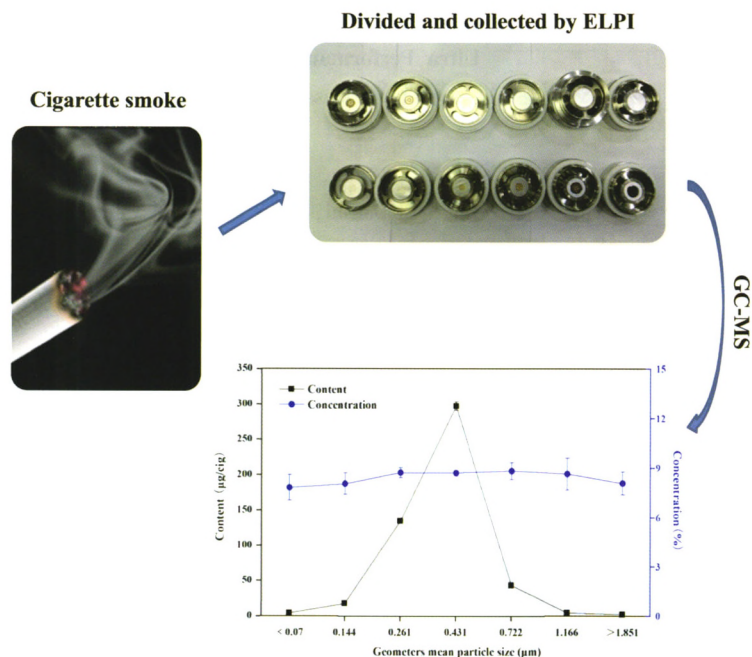 Divided and collected by ELPI
Cigarette smoke
GC-MS
350
300
250
200
150
100
50
0
Content (μg/cig)
Content
Concentration
15
12
9
6
3
0
Concentration (%)
< 0.07
0.144
0.261
0.431
0.722
1.166
>1.851
Geometers mean particle size (μm)